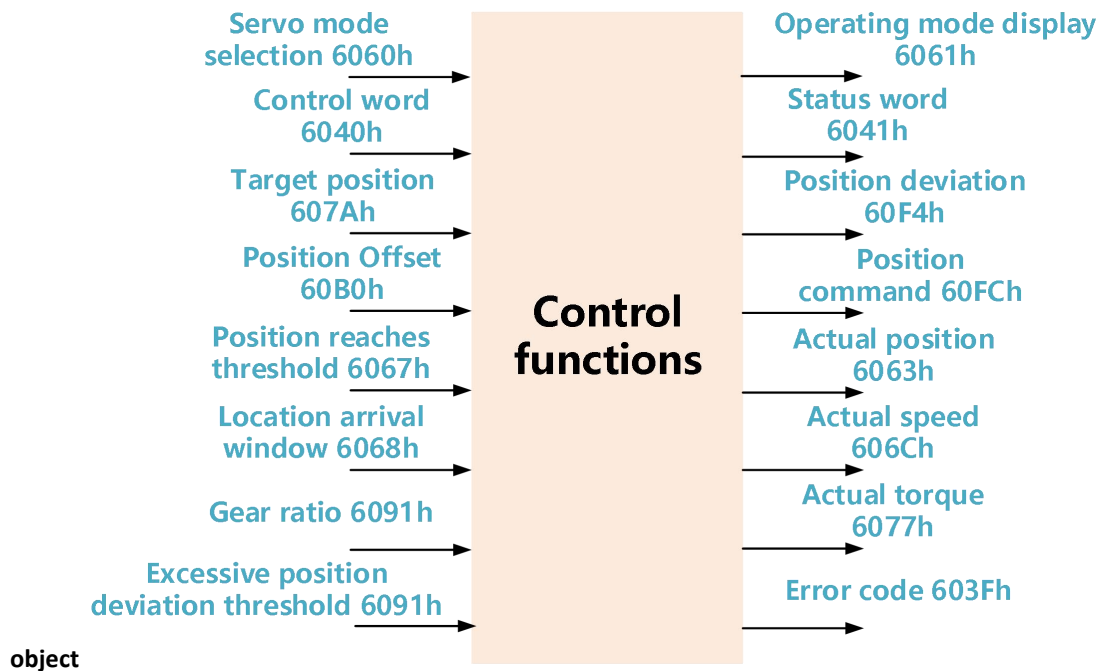 Servo mode
selection 6060h
Control word
6040h
Target position
607Ah
Position Offset
60B0h
Position reaches
threshold 6067h
Location arrival
window 6068h
Gear ratio 6091h
Excessive position
deviation threshold 6091h
Control
functions
Operating mode display
6061h
Status word
6041h
Position deviation
60F4h
Position
command 60FCh
Actual position
6063h
Actual speed
606Ch
Actual torque
6077h
Error code 603Fh
object